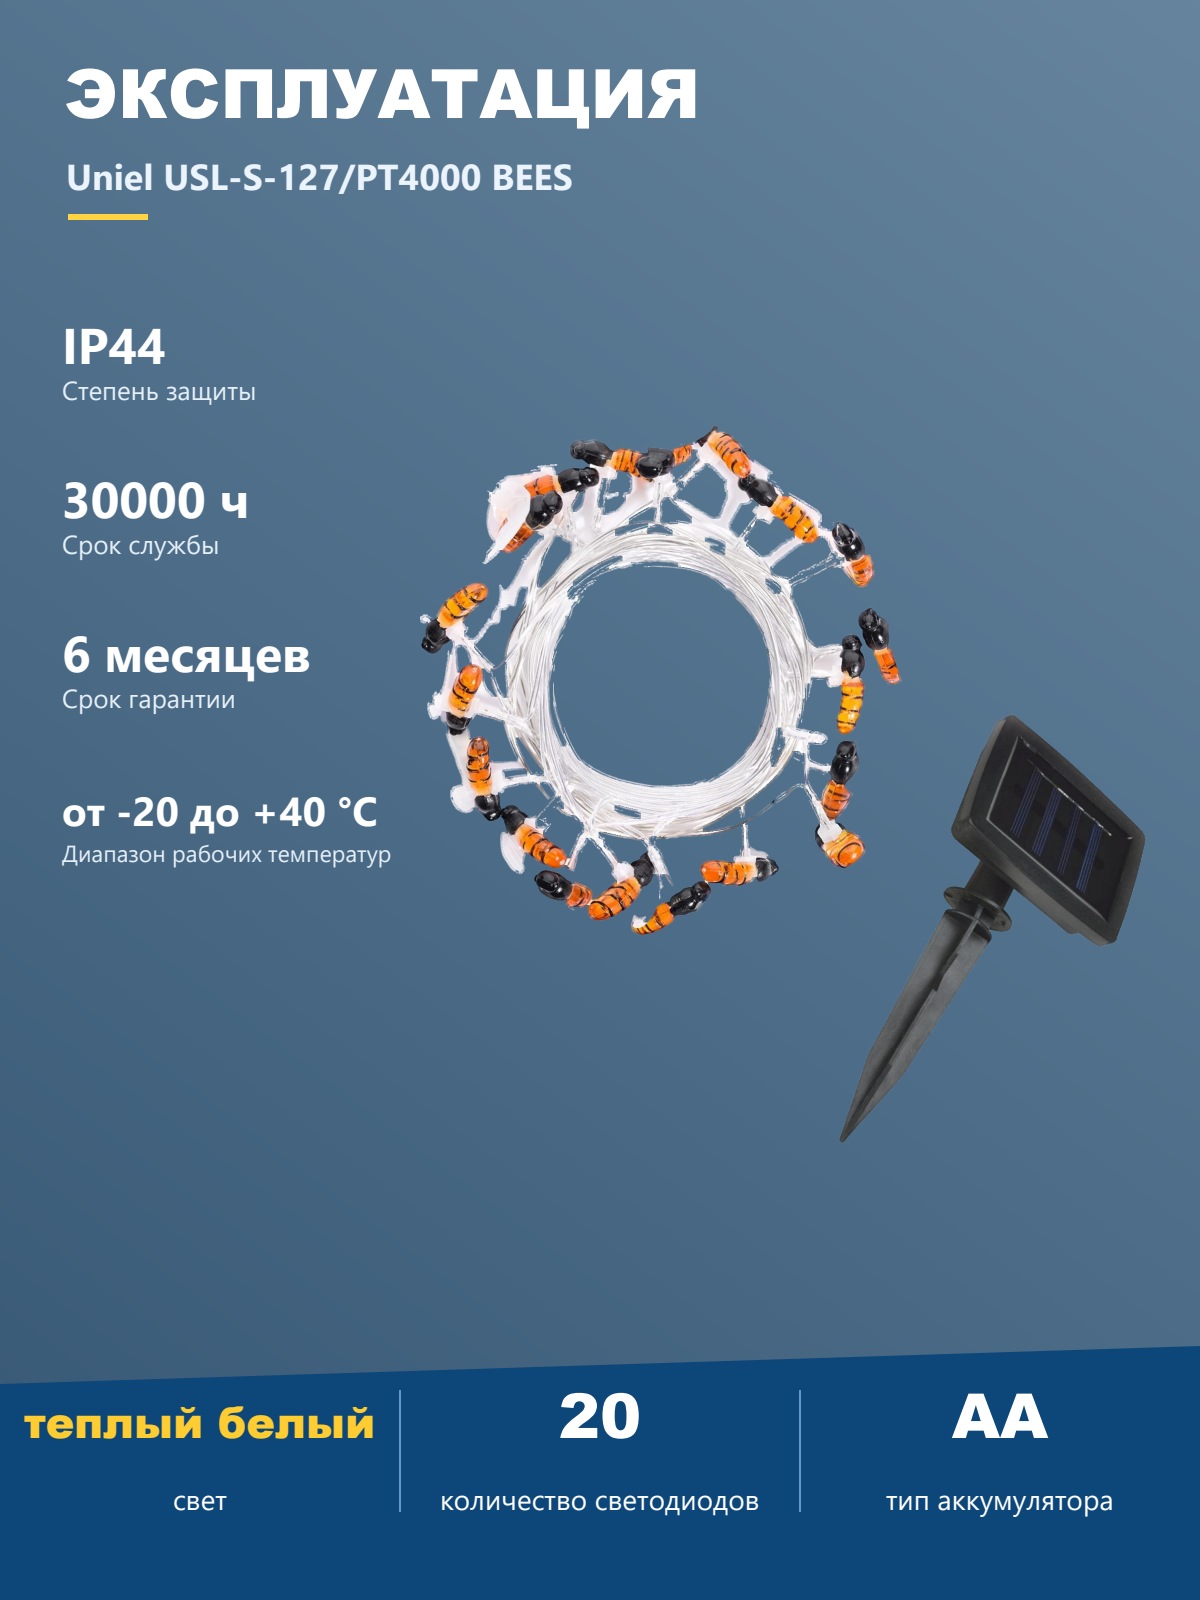 ЭКСПЛУАТАЦИЯ
Uniel USL-S-127/PT4000 BEES
IP44
Степень защиты
30000 ч
Срок службы
6 месяцев
Срок гарантии
от -20 до +40 °C
Диапазон рабочих температур
теплый белый
свет
20
количество светодиодов
AA
тип аккумулятора